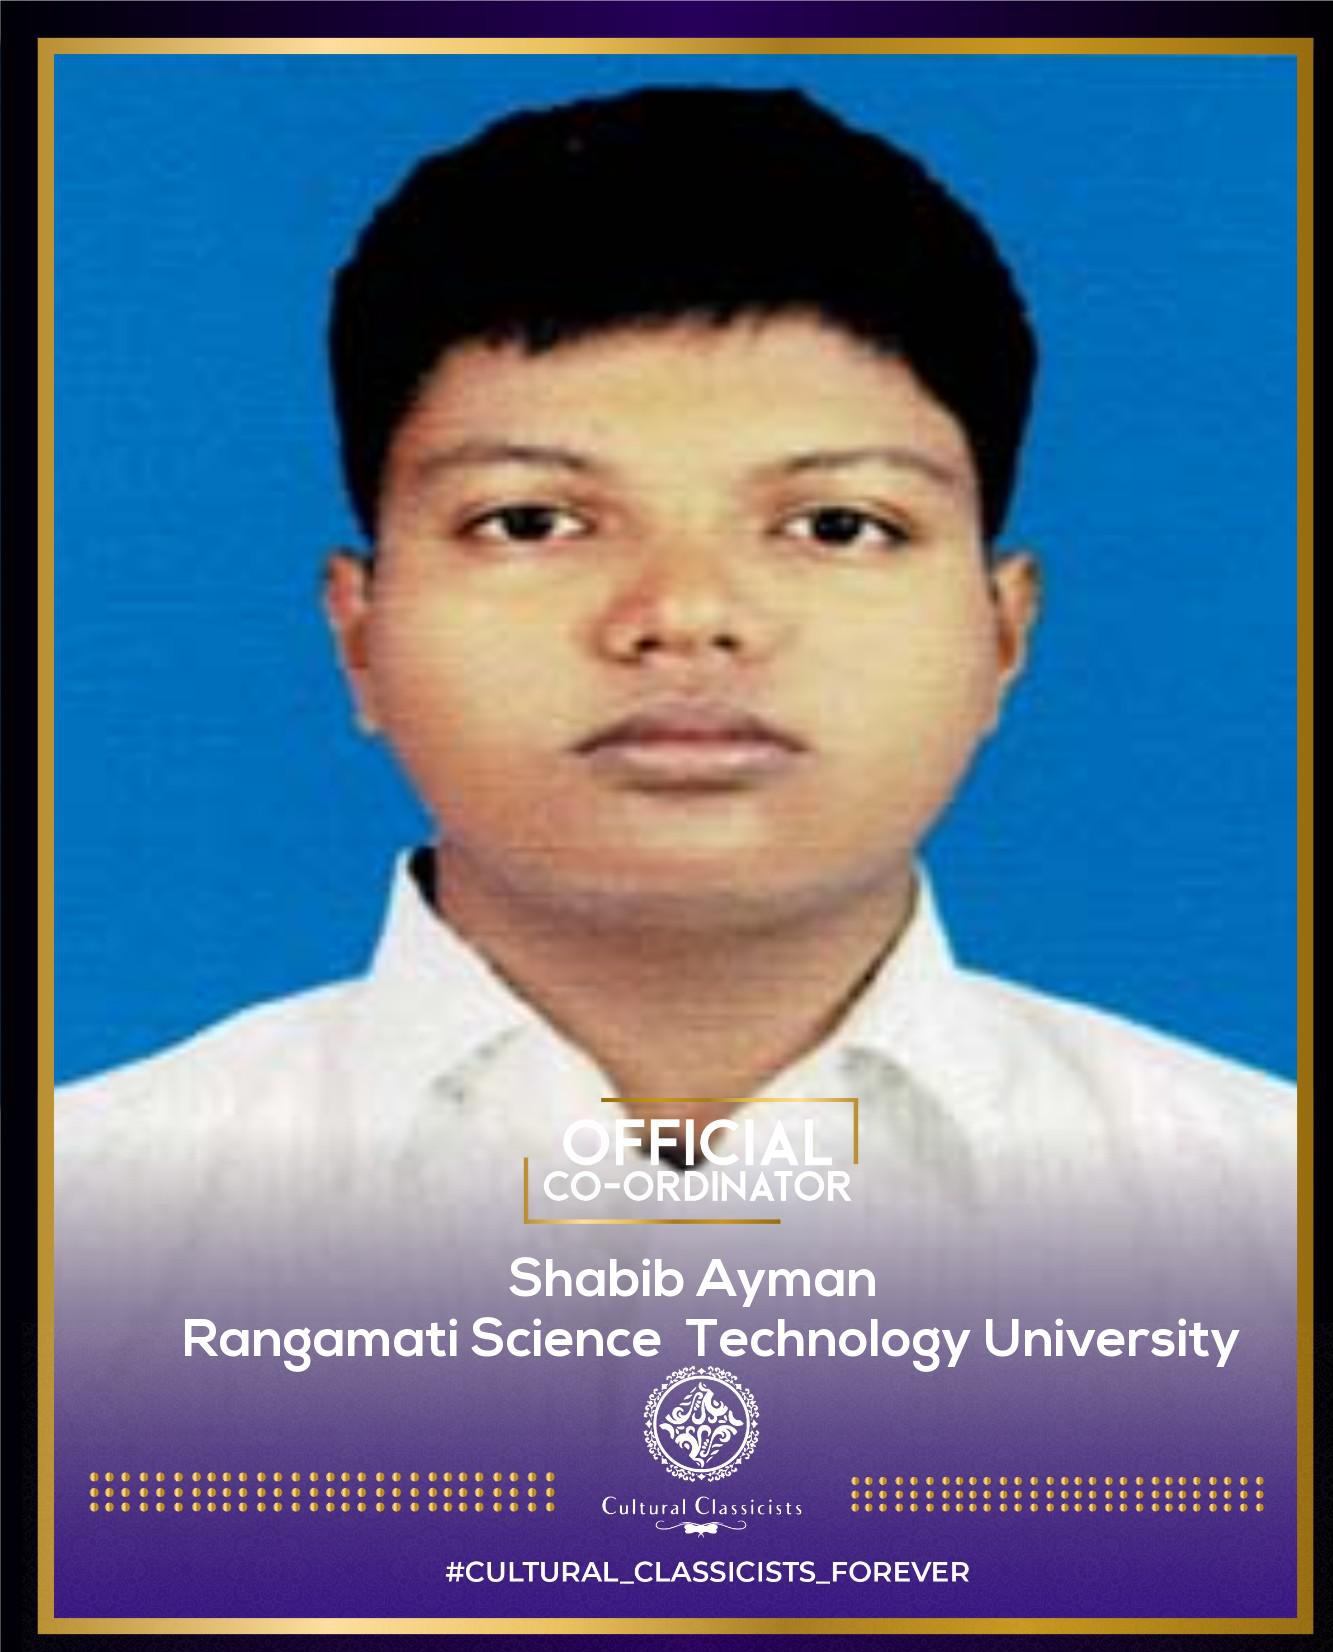 OFFICIAL
CO-ORDINATOR
Shabib Ayman
Rangamati Science Technology University
Cultural Classicists
#CULTURAL_CLASSICISTS_FOREVER